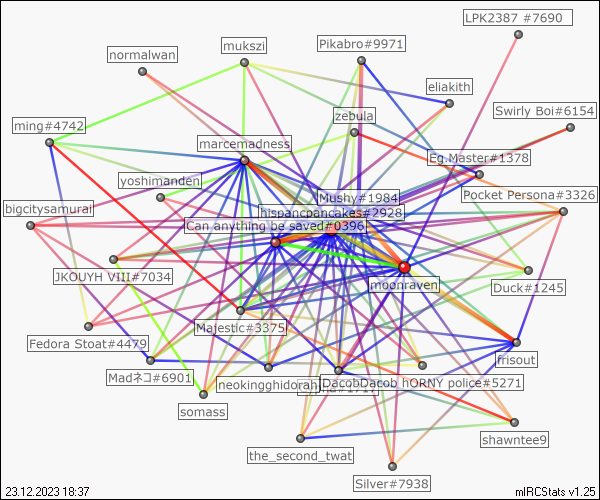 LPK2387 #7690
Pikabro#9971
mukszi
normalwan
eliakith
Swirly Boi#6154
zebula
ming#4742
marcemadness
Eg.Master#1378
yoshimanden
Pocket Persona#3326
Mushy#1984
bigcitysamurai
hispancpancakes#2928
Can anything be saved#0396
JKOUYH VIII#7034
moonraven
Duck#1245
Majestic#3375
Fedora Stoat#4479
frisout
Madネコ#6901
neokingghidorah
DacobDacob hORNY police#5271
somass
shawntee9
the_second_twat
Silver#7938
23.12.2023 18:37
mIRCStats v1.25